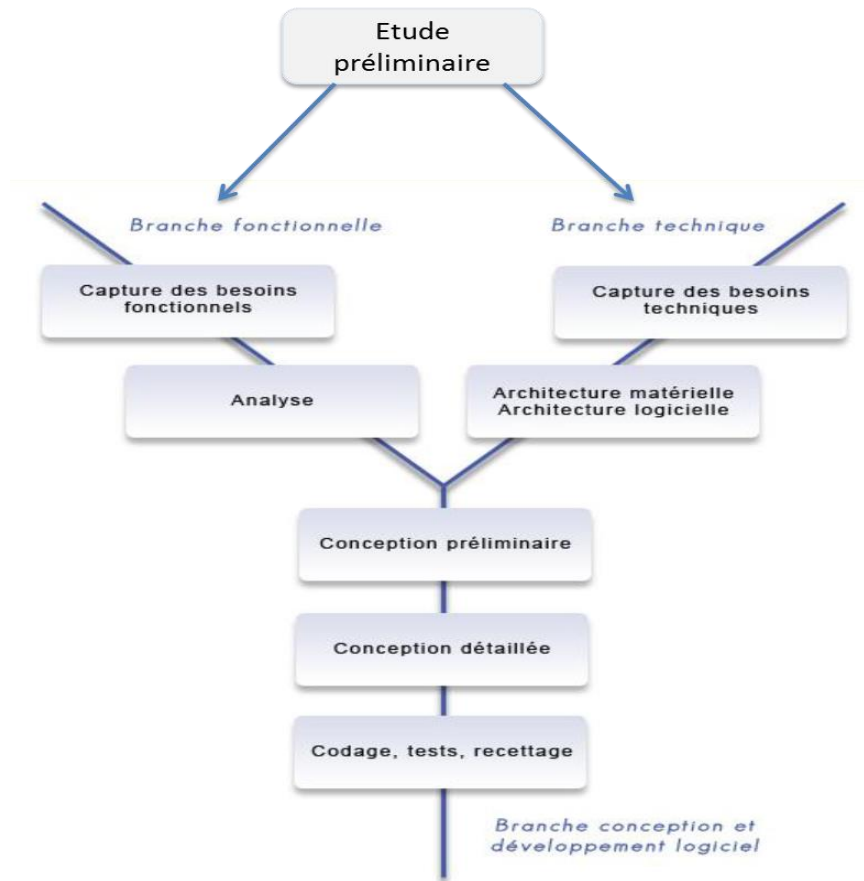 Etude
préliminaire
Branche fonctionnelle
Branche technique
Capture des besoins
fonctionnels
Capture des besoins
techniques
Analyse
Architecture matérielle
Architecture logicielle
Conception préliminaire
Conception détaillée
Codage, tests, recettage
Branche conception et
développement logiciel